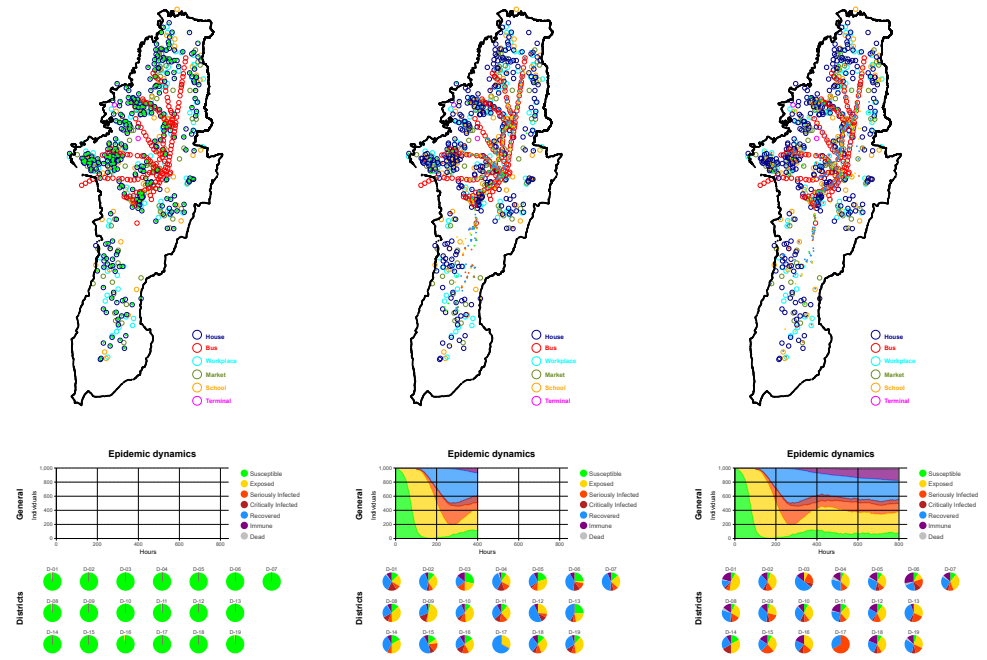 House House House
Bus Bus Bus
Workplace Workplace Workplace
Market Market Market
School School School
Terminal Terminal Terminal
Epidemic dynamics Epidemic dynamics Epidemic dynamics
General Individuals 1,000 800 600 400 200 0
0 200 400 600 800
Hours
Susceptible
Exposed
Seriously Infected
Critically Infected
Recovered
Immune
Dead
General Individuals 1,000 800 600 400 200 0
0 200 400 600 800
Hours
Susceptible
Exposed
Seriously Infected
Critically Infected
Recovered
Immune
Dead
General Individuals 1,000 800 600 400 200 0
0 200 400 600 800
Hours
Susceptible
Exposed
Seriously Infected
Critically Infected
Recovered
Immune
Dead
Districts
D-01 D-02 D-03 D-04 D-05 D-06 D-07
D-08 D-09 D-10 D-11 D-12 D-13
D-14 D-15 D-16 D-17 D-18 D-19
Districts
D-01 D-02 D-03 D-04 D-05 D-06 D-07
D-08 D-09 D-10 D-11 D-12 D-13
D-14 D-15 D-16 D-17 D-18 D-19
Districts
D-01 D-02 D-03 D-04 D-05 D-06 D-07
D-08 D-09 D-10 D-11 D-12 D-13
D-14 D-15 D-16 D-17 D-18 D-19